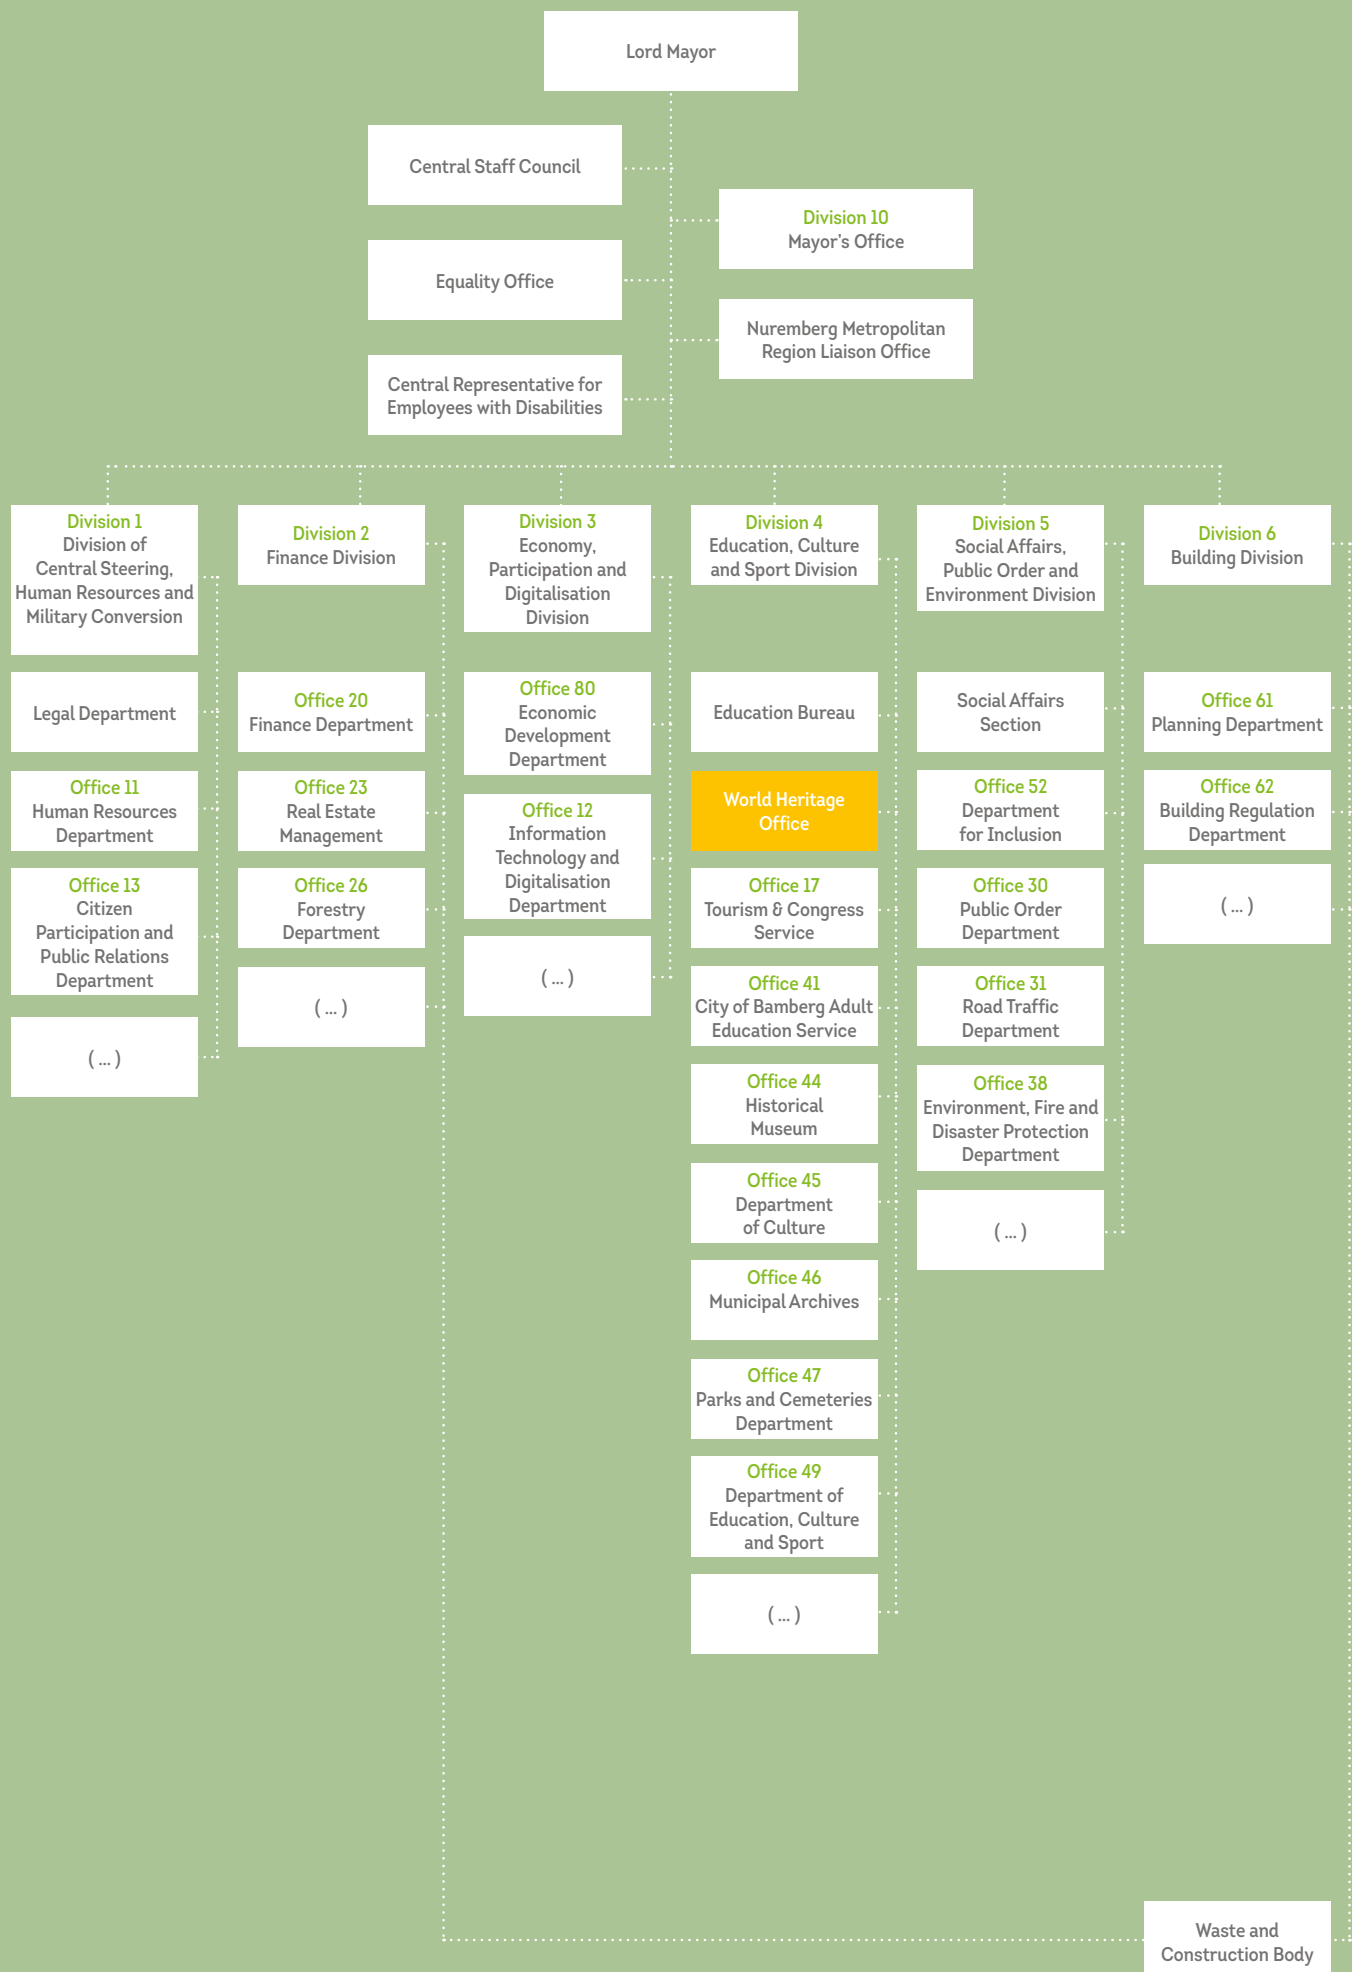 Lord Mayor
Central Staff Council
Division 10
Mayor’s Office
Equality Office
Nuremberg Metropolitan
Region Liaison Office
Central Representative for
Employees with Disabilities
Division 1
Division of
Central Steering,
Human Resources and
Military Conversion
Legal Department
Office 11
Human Resources
Department
Office 13
Citizen
Participation and
Public Relations
Department
( ... )
Division 2
Finance Division
Office 20
Finance Department
Office 23
Real Estate
Management
Office 26
Forestry
Department
( ... )
Division 3
Economy,
Participation and
Digitalisation
Division
Office 80
Economic
Development
Department
Office 12
Information
Technology and
Digitalisation
Department
( ... )
Division 4
Education, Culture
and Sport Division
Education Bureau
World Heritage
Office
Office 17
Tourism & Congress
Service
Office 41
City of Bamberg Adult
Education Service
Office 44
Historical
Museum
Office 45
Department
of Culture
Office 46
Municipal Archives
Office 47
Parks and Cemeteries
Department
Office 49
Department of
Education, Culture
and Sport
( ... )
Division 5
Social Affairs,
Public Order and
Environment Division
Social Affairs
Section
Office 52
Department
for Inclusion
Office 30
Public Order
Department
Office 31
Road Traffic
Department
Office 38
Environment, Fire and
Disaster Protection
Department
( ... )
Division 6
Building Division
Office 61
Planning Department
Office 62
Building Regulation
Department
( ... )
Waste and
Construction Body